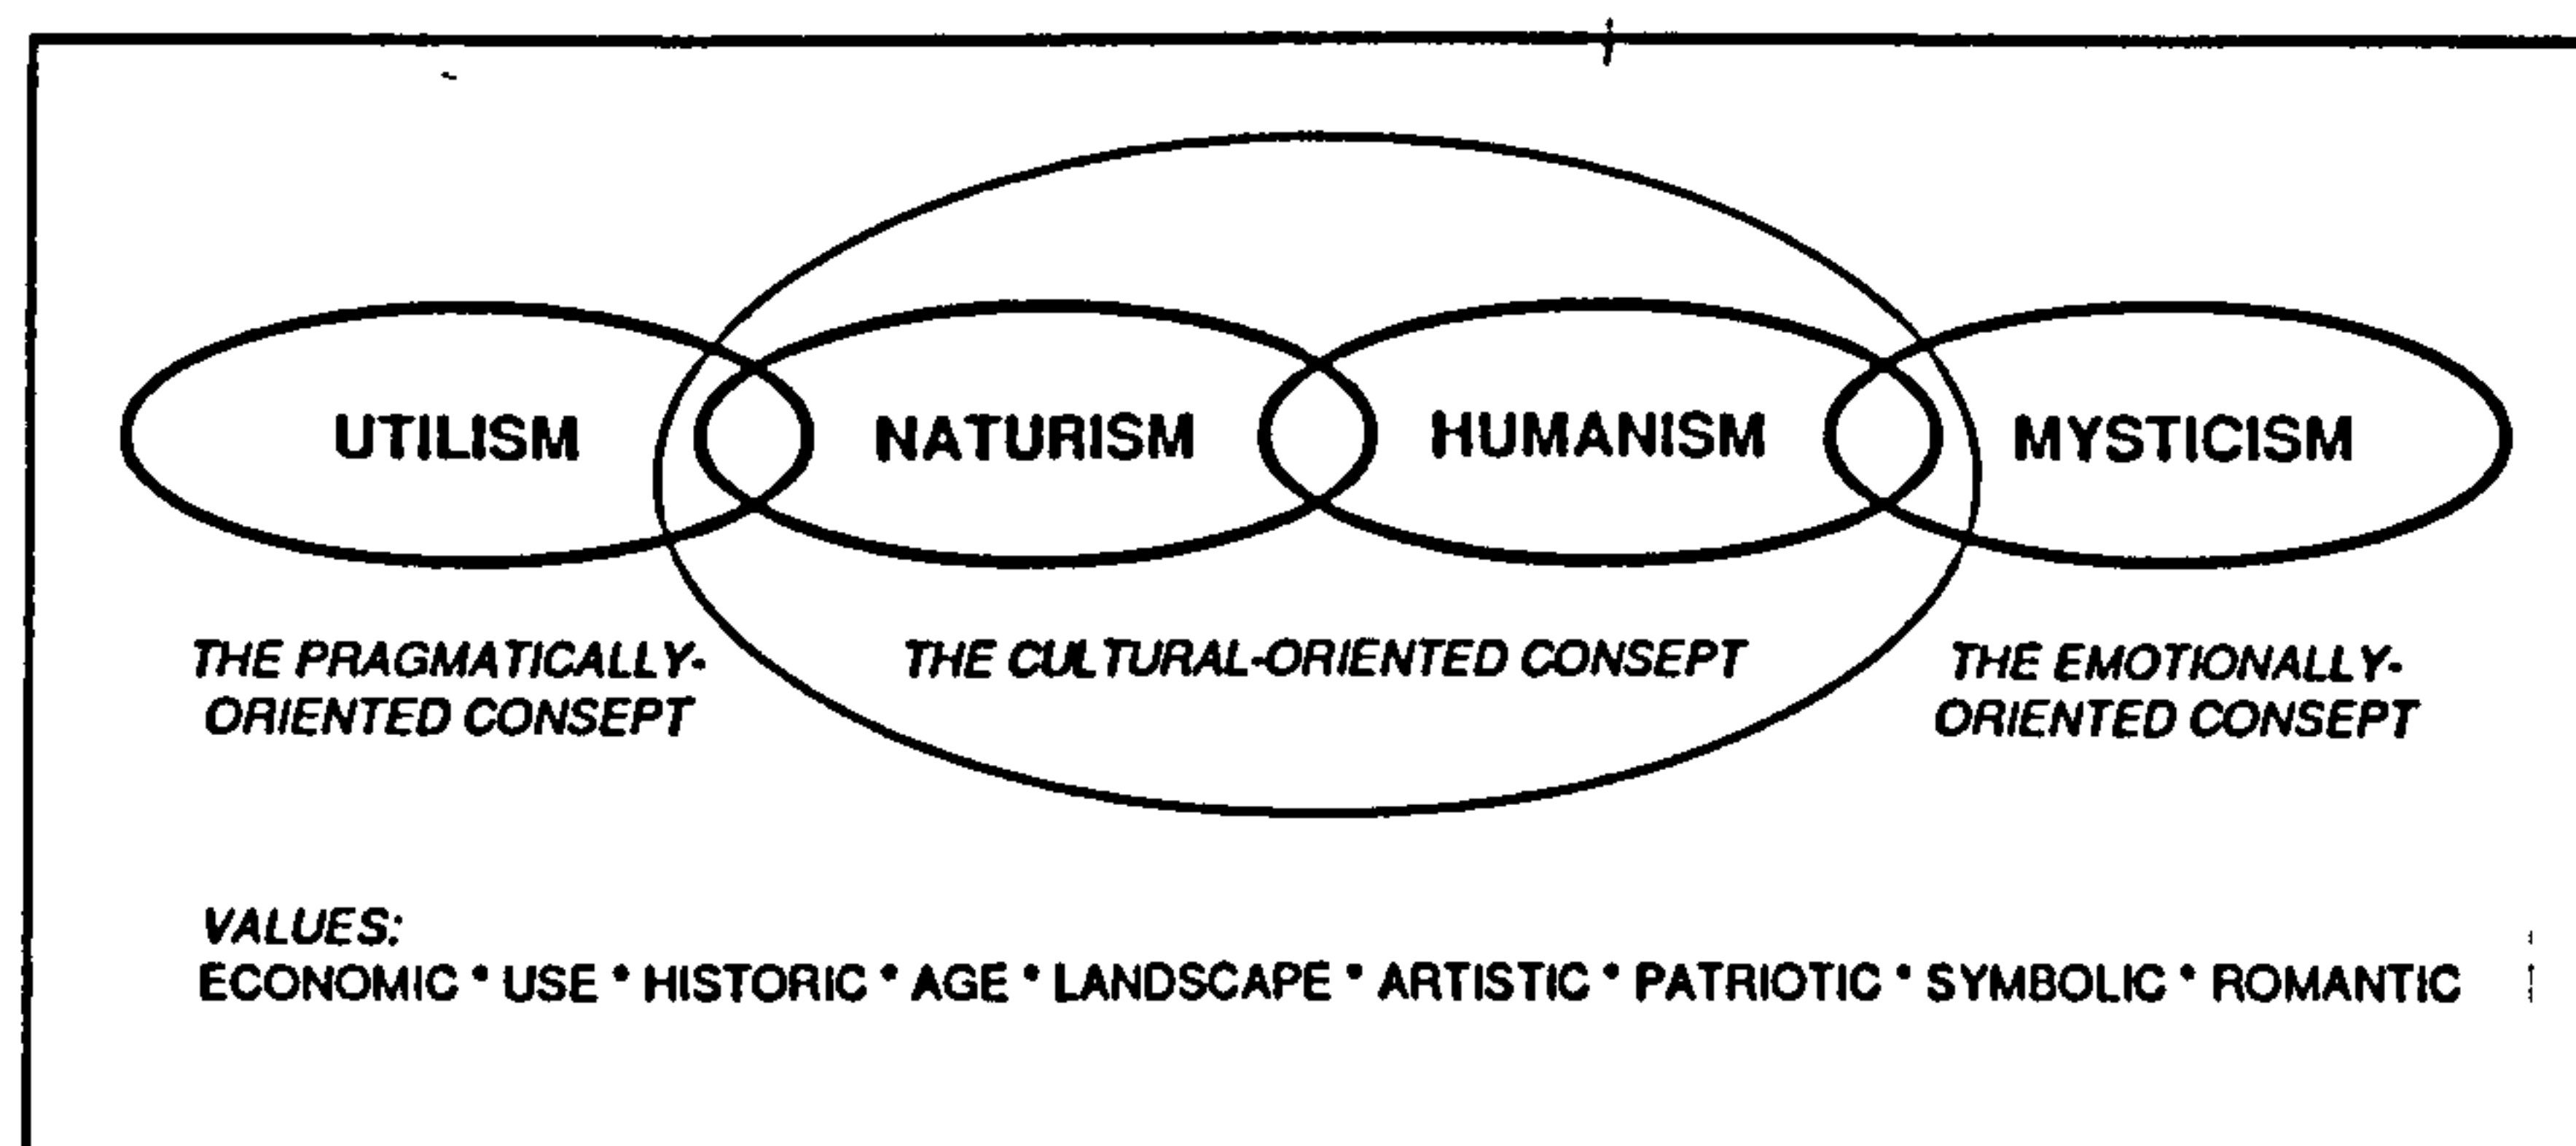 UTILISM NATURISM HUMANISM MYSTICISM
THE PRAGMATICALLY-
ORIENTED CONSEPT
THE CULTURAL-ORIENTED CONSEPT
THE EMOTIONALLY-
ORIENTED CONSEPT
VALUES:
ECONOMIC • USE • HISTORIC • AGE • LANDSCAPE • ARTISTIC • PATRIOTIC • SYMBOLIC • ROMANTIC